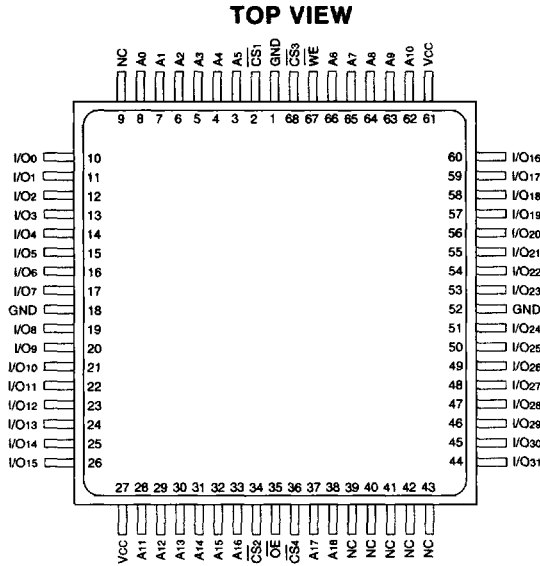 TOP VIEW
NC A0 A1 A2 A3 A4 A5 C̅S̅1̅ GND C̅S̅3̅ W̅E̅ A6 A7 A8 A9 A10 VCC
9 8 7 6 5 4 3 2 1 68 67 66 65 64 63 62 61
I/O0 10 60 I/O16
I/O1 11 59 I/O17
I/O2 12 58 I/O18
I/O3 13 57 I/O19
I/O4 14 56 I/O20
I/O5 15 55 I/O21
I/O6 16 54 I/O22
I/O7 17 53 I/O23
GND 18 52 GND
I/O8 19 51 I/O24
I/O9 20 50 I/O25
I/O10 21 49 I/O26
I/O11 22 48 I/O27
I/O12 23 47 I/O28
I/O13 24 46 I/O29
I/O14 25 45 I/O30
I/O15 26 44 I/O31
27 28 29 30 31 32 33 34 35 36 37 38 39 40 41 42 43
VCC A11 A12 A13 A14 A15 A16 C̅S̅2̅ O̅E̅ C̅S̅4̅ A17 A18 NC NC NC NC NC